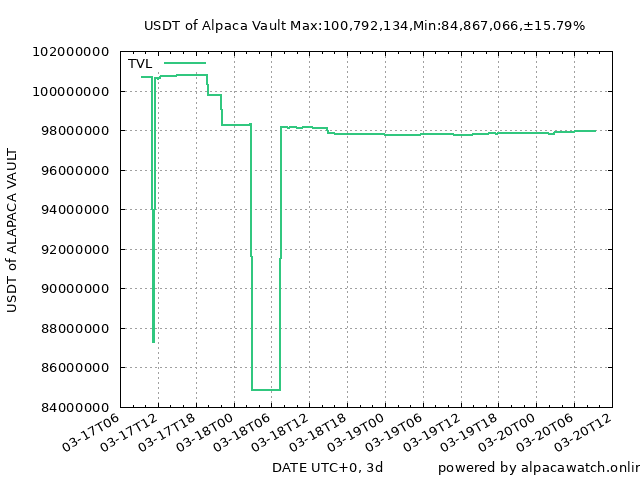 USDT of Alpaca Vault Max:100,792,134,Min:84,867,066,±15.79%
TVL
102000000
100000000
98000000
96000000
94000000
92000000
90000000
88000000
86000000
84000000
USDT of ALAPACA VAULT
03-17T06
03-17T12
03-17T18
03-18T00
03-18T06
03-18T12
03-18T18
03-19T00
03-19T06
03-19T12
03-19T18
03-20T00
03-20T06
03-20T12
DATE UTC+0, 3d
powered by alpacawatch.onlin